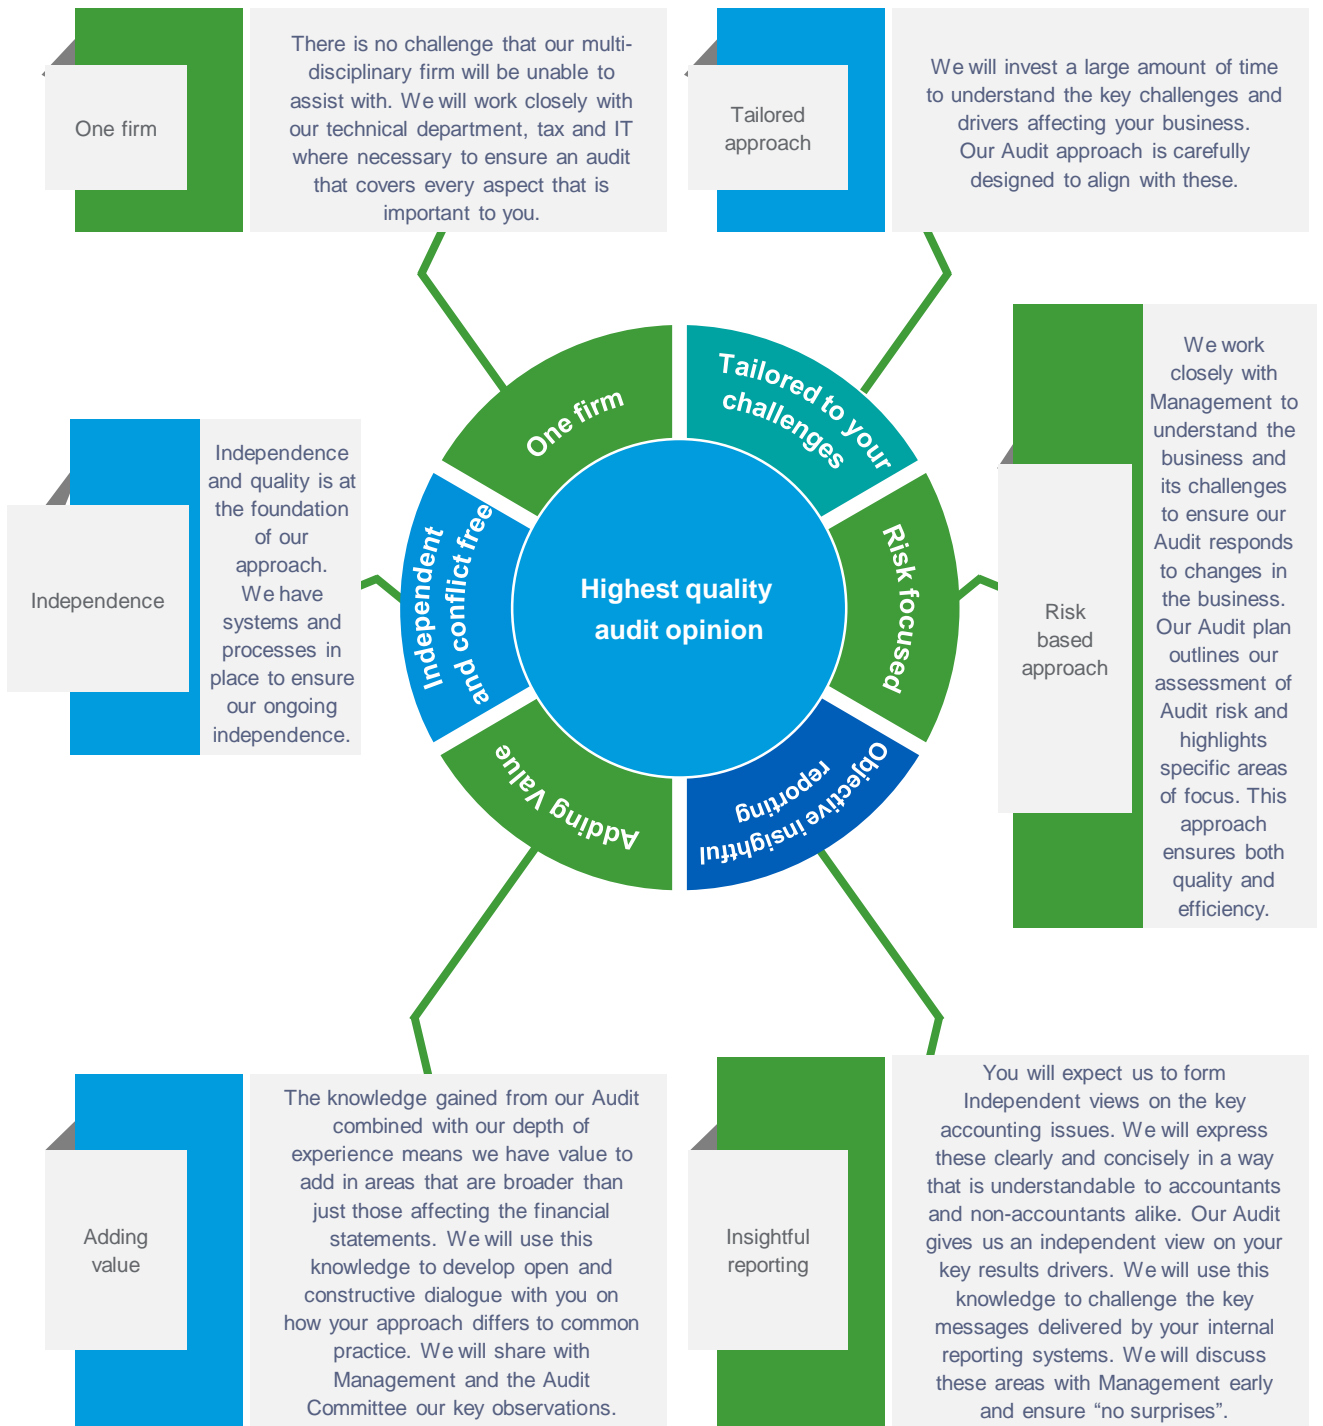 One firm
There is no challenge that our multi-
disciplinary firm will be unable to
assist with. We will work closely with
our technical department, tax and IT
where necessary to ensure an audit
that covers every aspect that is
important to you.
Tailored
approach
We will invest a large amount of time
to understand the key challenges and
drivers affecting your business.
Our Audit approach is carefully
designed to align with these.
One firm
Tailored to your
challenges
Risk focused
Objective insightful
reporting
Adding Value
Independent
and conflict free
Highest quality
audit opinion
Independence
Independence
and quality is at
the foundation
of our
approach.
We have
systems and
processes in
place to ensure
our ongoing
independence.
Risk
based
approach
We work
closely with
Management to
understand the
business and
its challenges
to ensure our
Audit responds
to changes in
the business.
Our Audit plan
outlines our
assessment of
Audit risk and
highlights
specific areas
of focus. This
approach
ensures both
quality and
efficiency.
Adding
value
The knowledge gained from our Audit
combined with our depth of
experience means we have value to
add in areas that are broader than
just those affecting the financial
statements. We will use this
knowledge to develop open and
constructive dialogue with you on
how your approach differs to common
practice. We will share with
Management and the Audit
Committee our key observations.
Insightful
reporting
You will expect us to form
Independent views on the key
accounting issues. We will express
these clearly and concisely in a way
that is understandable to accountants
and non-accountants alike. Our Audit
gives us an independent view on your
key results drivers. We will use this
knowledge to challenge the key
messages delivered by your internal
reporting systems. We will discuss
these areas with Management early
and ensure “no surprises”.